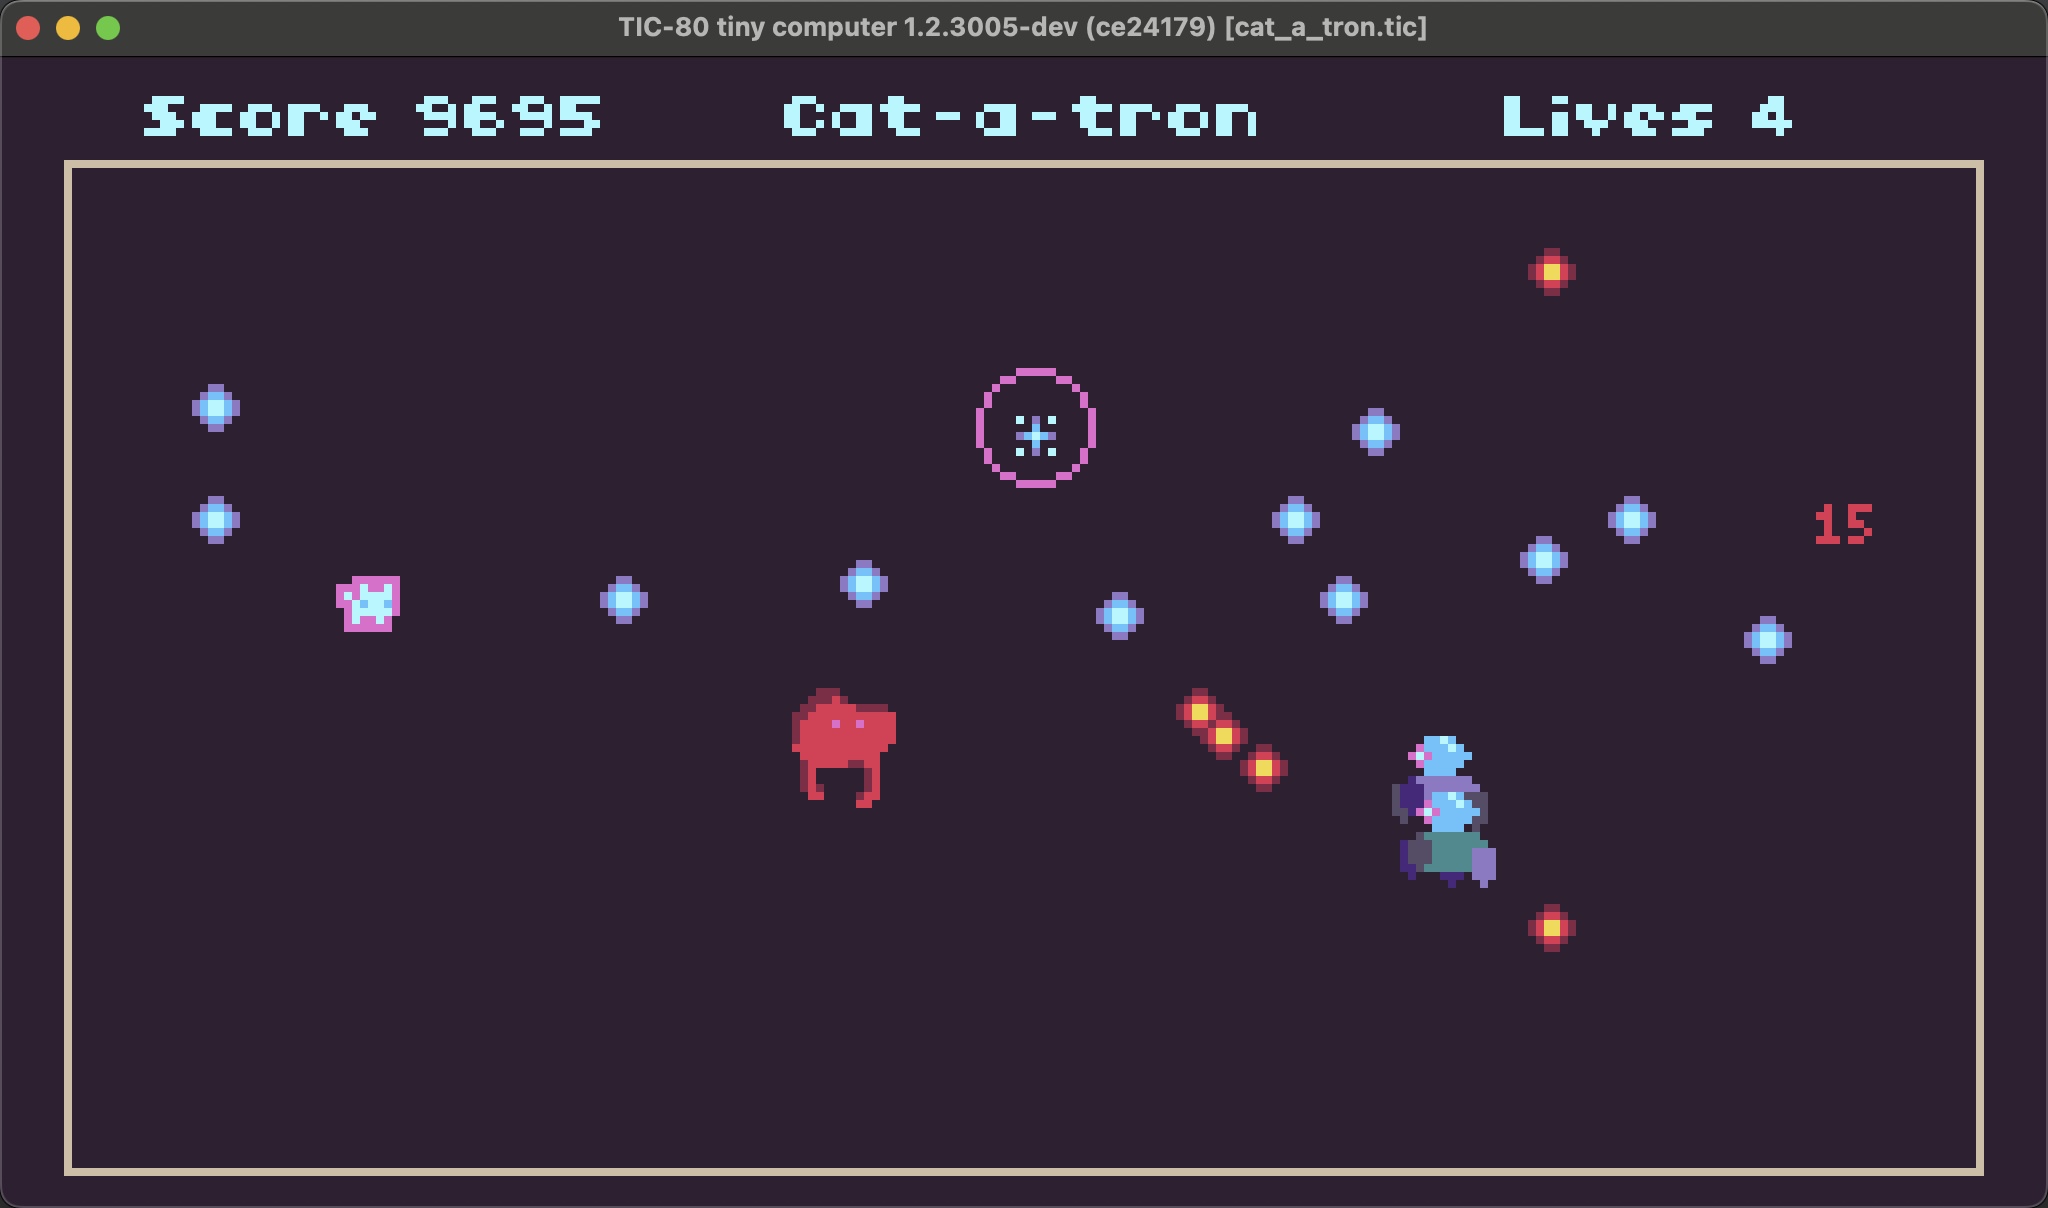 TIC-80 tiny computer 1.2.3005-dev (ce24179) [cat_a_tron.tic]
Score 9695 Cat-a-tron Lives 4
15